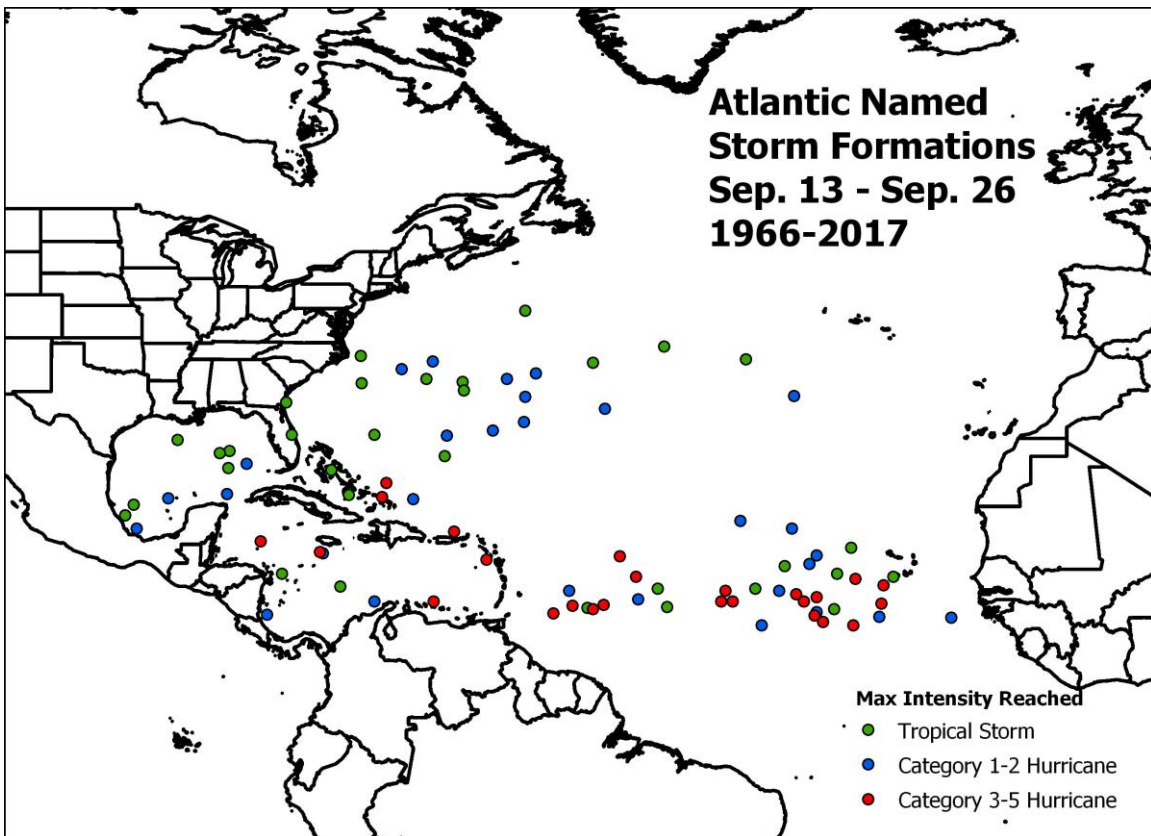 Atlantic Named
Storm Formations
Sep. 13 - Sep. 26
1966-2017
Max Intensity Reached
Tropical Storm
Category 1-2 Hurricane
Category 3-5 Hurricane